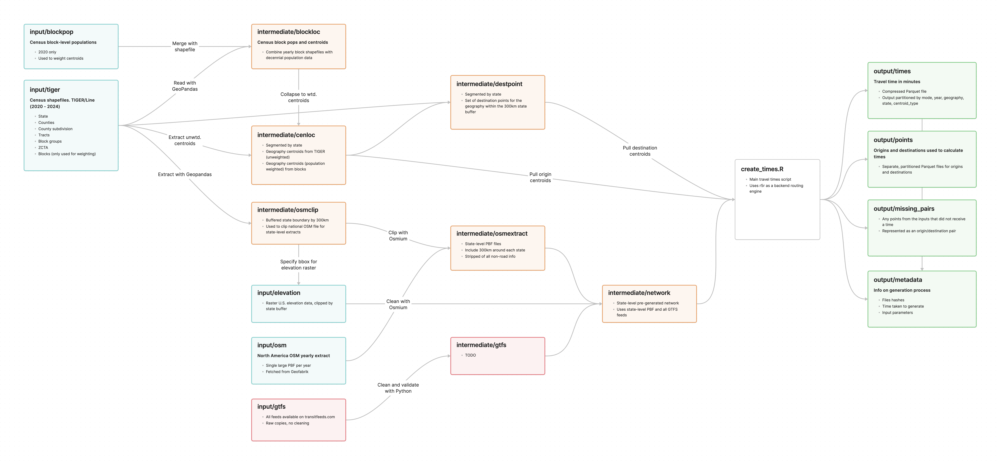 input/blockpop
Census block-level populations
2020 only
Used to weight centroids
Merge with
shapefile
intermediate/blockloc
Census block pops and centroids
Combine yearly block shapefiles with
decennial population data
input/tiger
Census shapefiles. TIGER/Line
(2020 - 2024)
State
Counties
County subdivision
Tracts
Block groups
ZCTA
Blocks (only used for weighting)
Read with
GeoPandas
Collapse to wtd.
centroids
Extract unwtd.
centroids
Extract with Geopandas
intermediate/destpoint
Segmented by state
Set of destination points for the
geography within the 300km state
buffer
intermediate/cenloc
Segmented by state
Geography centroids from TIGER
(unweighted)
Geography centroids (population
weighted) from blocks
Pull destination
centroids
Pull origin
centroids
create_times.R
Main travel times script
Uses r5r as a backend routing
engine
output/times
Travel time in minutes
Compressed Parquet file
Output partitioned by mode, year, geography,
state, centroid_type
output/points
Origins and destinations used to calculate
times
Separate, partitioned Parquet files for origins
and destinations
output/missing_pairs
Any points from the inputs that did not receive
a time
Represented as an origin/destination pair
output/metadata
Info on generation process
Files hashes
Time taken to generate
Input parameters
intermediate/osmclip
Buffered state boundary by 300km
Used to clip national OSM file for
state-level extracts
Clip with
Osmium
intermediate/osmextract
State-level PBF files
Include 300km around each state
Stripped of all non-road info
Specify bbox for
elevation raster
input/elevation
Raster U.S. elevation data, clipped by
state buffer
Clean with
Osmium
intermediate/network
State-level pre-generated network
Uses state-level PBF and all GTFS
feeds
input/osm
North America OSM yearly extract
Single large PBF per year
Fetched from Geofabrik
intermediate/gtfs
TODO
Clean and validate
with Python
input/gtfs
All feeds available on transitfeeds.com
Raw copies, no cleaning